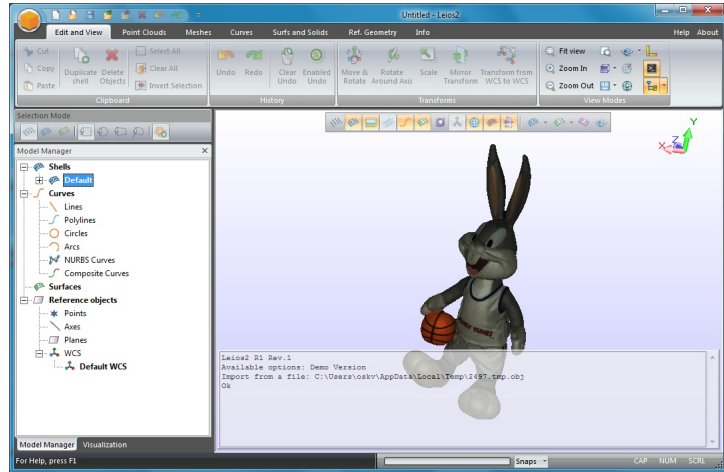 Untitled - Leios2
Edit and View Point Clouds Meshes Curves Surfs and Solids Ref. Geometry Info Help About
Cut
Copy
Paste
Duplicate shell
Delete Objects
Select All
Clear All
Invert Selection
Clipboard
Undo
Redo
Clear Undo
Enabled Undo
History
Move & Rotate
Rotate Around Axis
Scale
Mirror Transform
Transform from WCS to WCS
Transforms
Fit view
Zoom In
Zoom Out
View Modes
Selection Mode
Model Manager
Shells
Default
Curves
Lines
Polylines
Circles
Arcs
NURBS Curves
Composite Curves
Surfaces
Reference objects
Points
Axes
Planes
WCS
Default WCS
Y
X
Z
Leios2 R1 Rev.1
Available options: Demo Version
Import from a file: C:\Users\oskv\AppData\Local\Temp\2497.tmp.obj
Ok
Model Manager Visualization
For Help, press F1
Snaps
CAP NUM SCRL